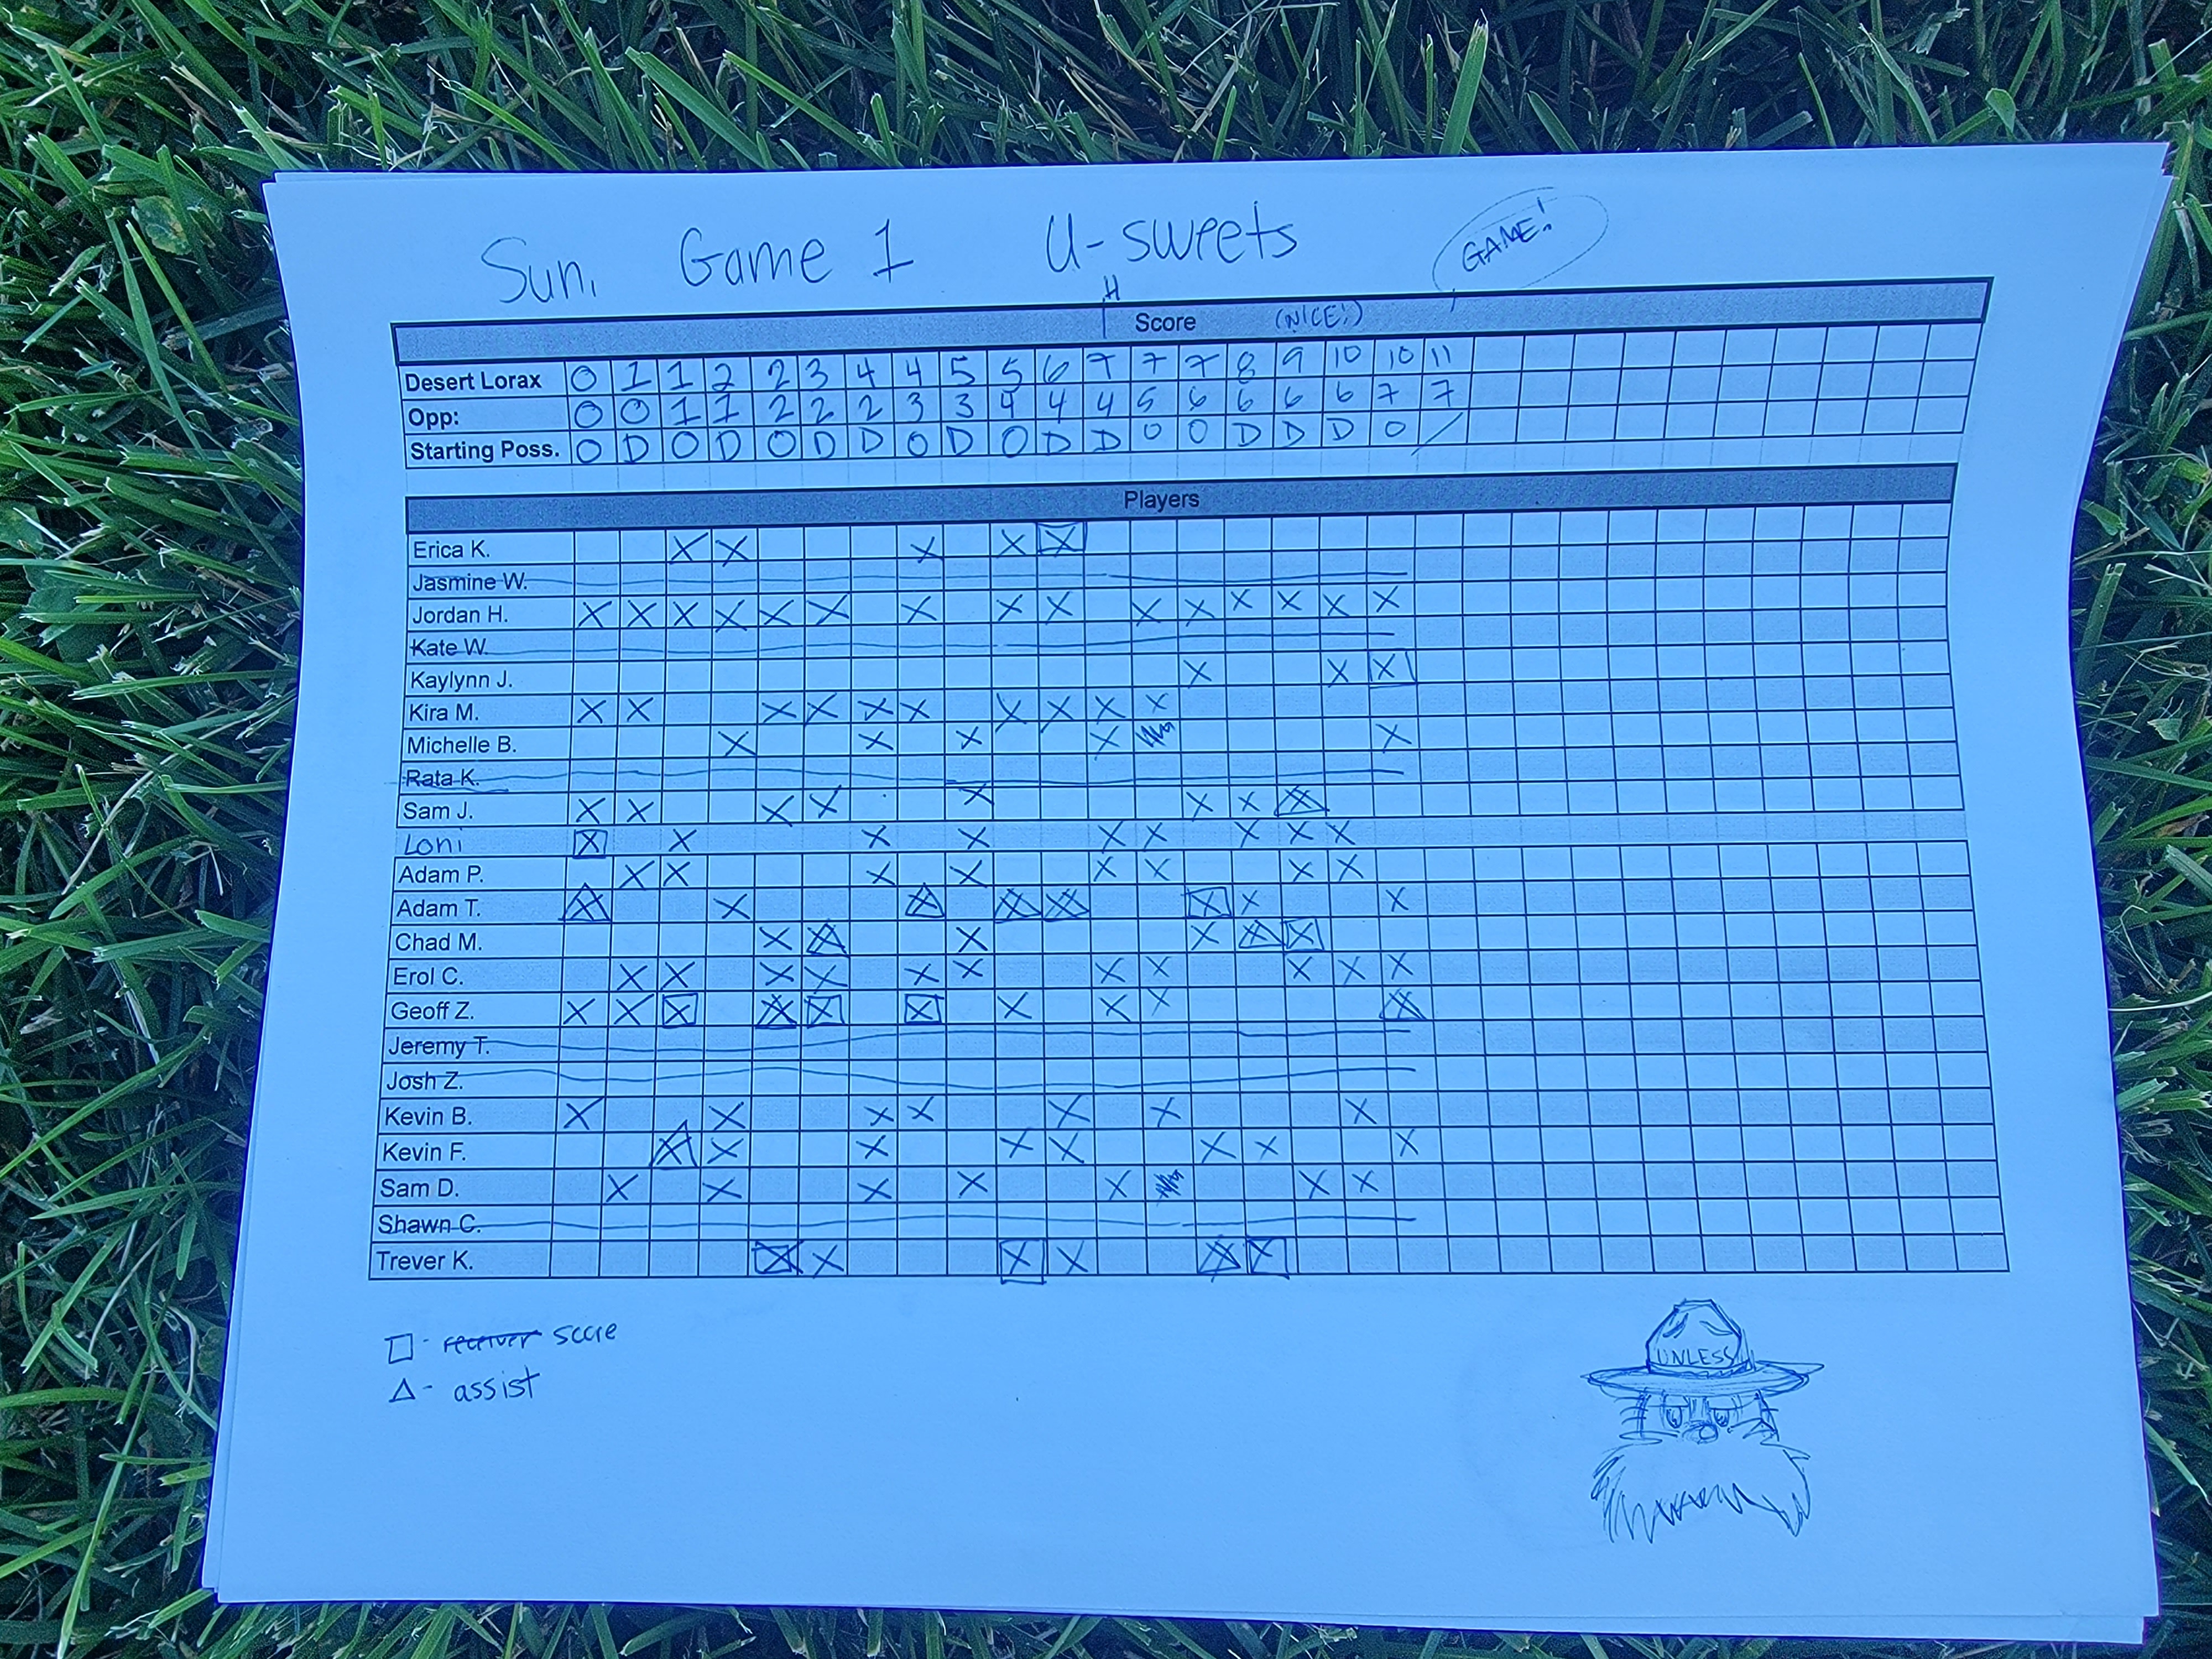 Sun, Game 1 U-Sweets GAME!
Score (NICE!)
Desert Lorax 0 1 1 2 2 3 4 4 5 5 6 7 7 7 8 9 10 10 11
Opp: 0 0 1 1 2 2 2 3 3 4 4 4 5 6 6 6 6 7 7
Starting Poss. O D O D O D D O D O D D O O D D D O /
Players
Erica K. X X X X X
Jasmine W.
Jordan H. X X X X X X X X X X X X X X X
Kate W.
Kaylynn J. X X X
Kira M. X X X X X X X X X X
Michelle B. X X X X X
Rata K.
Sam J. X X X X X X X X
Loni X X X X X X X X X
Adam P. X X X X X X X X
Adam T. X X X X X X X X
Chad M. X X X X X X
Erol C. X X X X X X X X X X X
Geoff Z. X X X X X X X X X X
Jeremy T.
Josh Z.
Kevin B. X X X X X X X
Kevin F. X X X X X X X X
Sam D. X X X X X X X
Shawn C.
Trever K. X X X X X X
□ - score
△ - assist
UNLESS